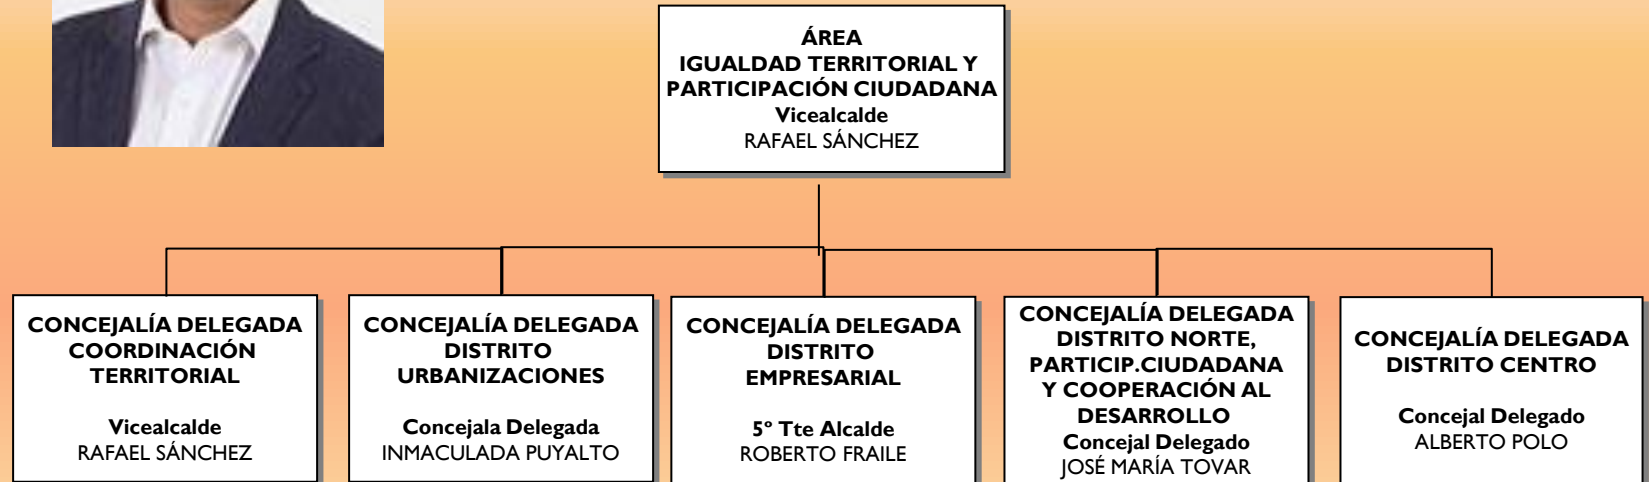 ÁREA
IGUALDAD TERRITORIAL Y
PARTICIPACIÓN CIUDADANA
Vicealcalde
RAFAEL SÁNCHEZ
CONCEJALÍA DELEGADA
COORDINACIÓN
TERRITORIAL
Vicealcalde
RAFAEL SÁNCHEZ
CONCEJALÍA DELEGADA
DISTRITO
URBANIZACIONES
Concejala Delegada
INMACULADA PUYALTO
CONCEJALÍA DELEGADA
DISTRITO
EMPRESARIAL
5º Tte Alcalde
ROBERTO FRAILE
CONCEJALÍA DELEGADA
DISTRITO NORTE,
PARTICIP.CIUDADANA
Y COOPERACIÓN AL
DESARROLLO
Concejal Delegado
JOSÉ MARÍA TOVAR
CONCEJALÍA DELEGADA
DISTRITO CENTRO
Concejal Delegado
ALBERTO POLO